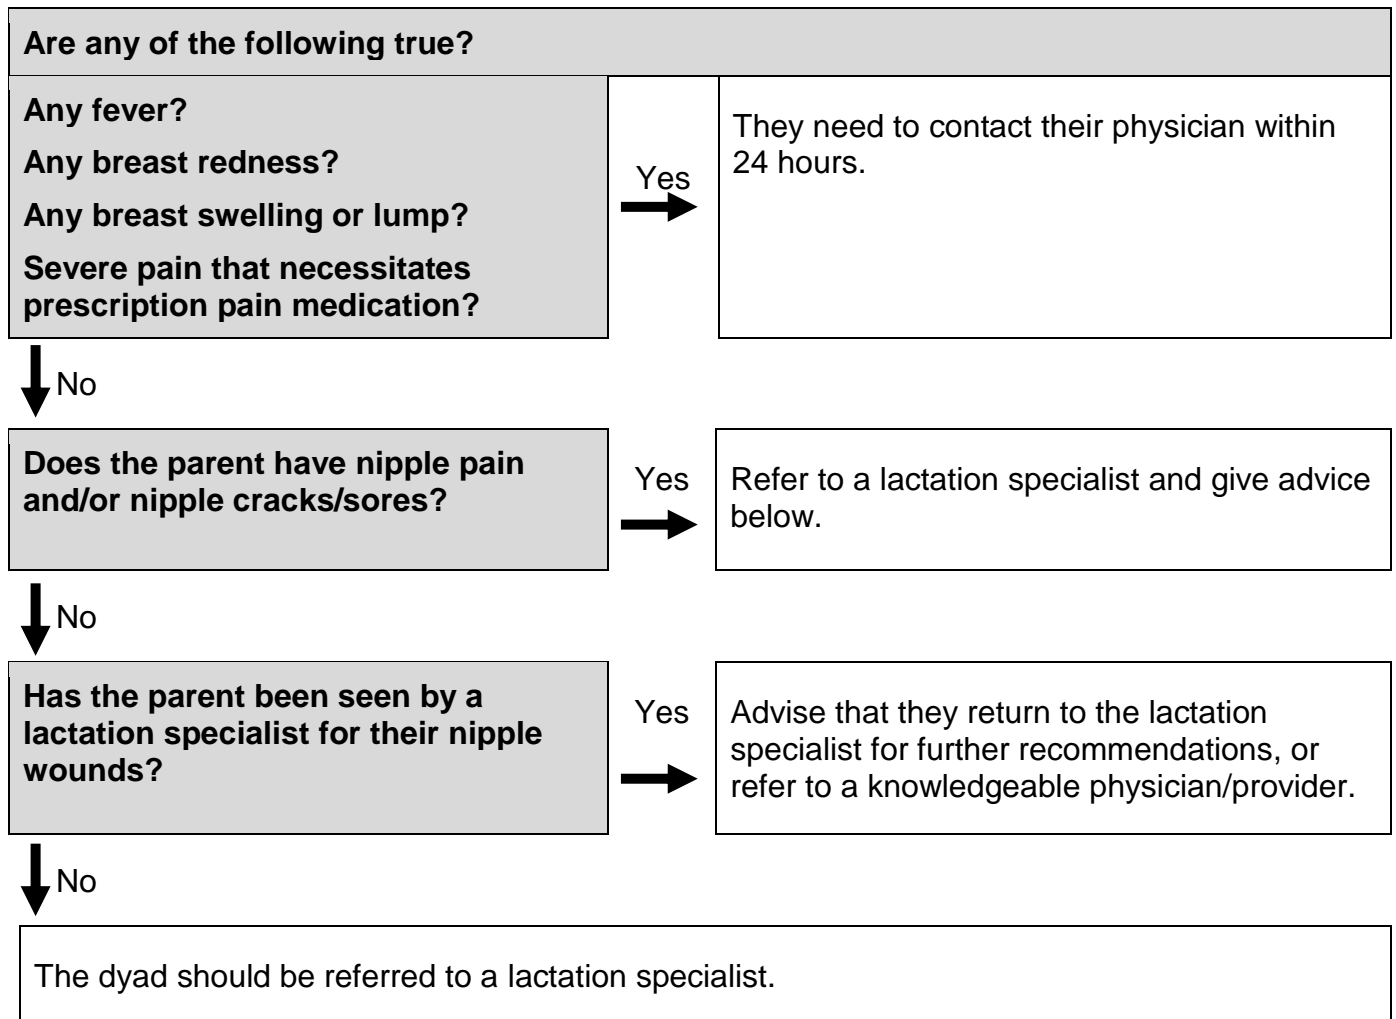 Are any of the following true?
Any fever?
Any breast redness?
Any breast swelling or lump?
Severe pain that necessitates
prescription pain medication?
Yes
They need to contact their physician within
24 hours.
No
Does the parent have nipple pain
and/or nipple cracks/sores?
Yes
Refer to a lactation specialist and give advice
below.
No
Has the parent been seen by a
lactation specialist for their nipple
wounds?
Yes
Advise that they return to the lactation
specialist for further recommendations, or
refer to a knowledgeable physician/provider.
No
The dyad should be referred to a lactation specialist.